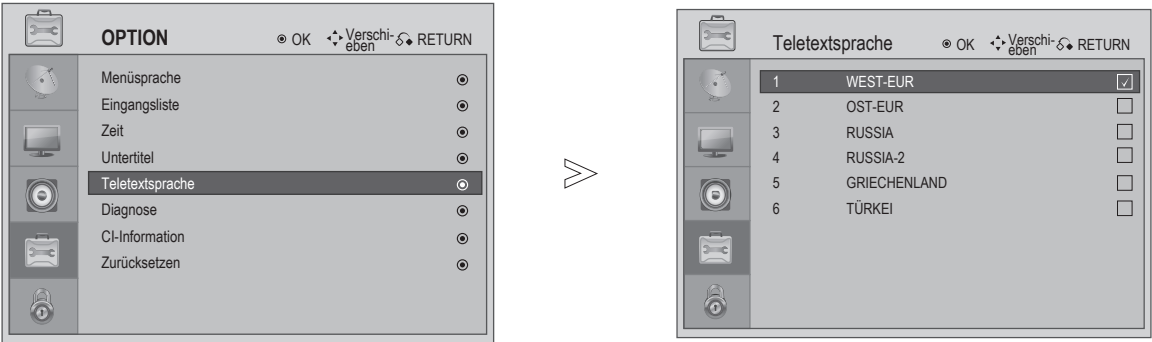 OPTION
OK Verschi-eben RETURN
Menüsprache
Eingangsliste
Zeit
Untertitel
Teletextsprache
Diagnose
CI-Information
Zurücksetzen
>
Teletextsprache
OK Verschi-eben RETURN
1 WEST-EUR
2 OST-EUR
3 RUSSIA
4 RUSSIA-2
5 GRIECHENLAND
6 TÜRKEI